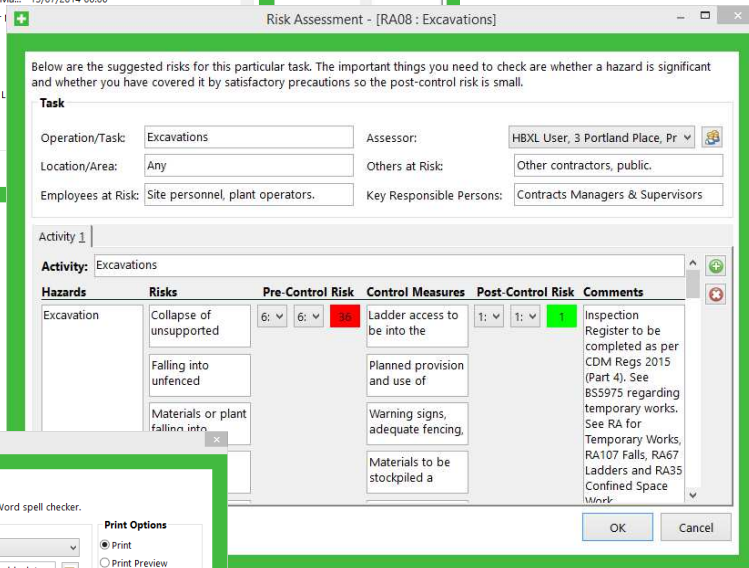 15/07/2014 00:00
Risk Assessment - [RA08 : Excavations]
Below are the suggested risks for this particular task. The important things you need to check are whether a hazard is significant
and whether you have covered it by satisfactory precautions so the post-control risk is small.
Task
Operation/Task: Excavations Assessor: HBXL User, 3 Portland Place, Pr
Location/Area: Any Others at Risk: Other contractors, public.
Employees at Risk: Site personnel, plant operators. Key Responsible Persons: Contracts Managers & Supervisors
Activity 1
Activity: Excavations
Hazards Risks Pre-Control Risk Control Measures Post-Control Risk Comments
Excavation
Collapse of
unsupported
6: 6: 36
Ladder access to
be into the
1: 1: 1
Inspection
Register to be
completed as per
CDM Regs 2015
(Part 4). See
BS5975 regarding
temporary works.
See RA for
Temporary Works,
RA107 Falls, RA67
Ladders and RA35
Confined Space
Work
Falling into
unfenced
Planned provision
and use of
Materials or plant
falling into
Warning signs,
adequate fencing,
Materials to be
stockpiled a
OK Cancel
Word spell checker.
Print Options
Print
Print Preview